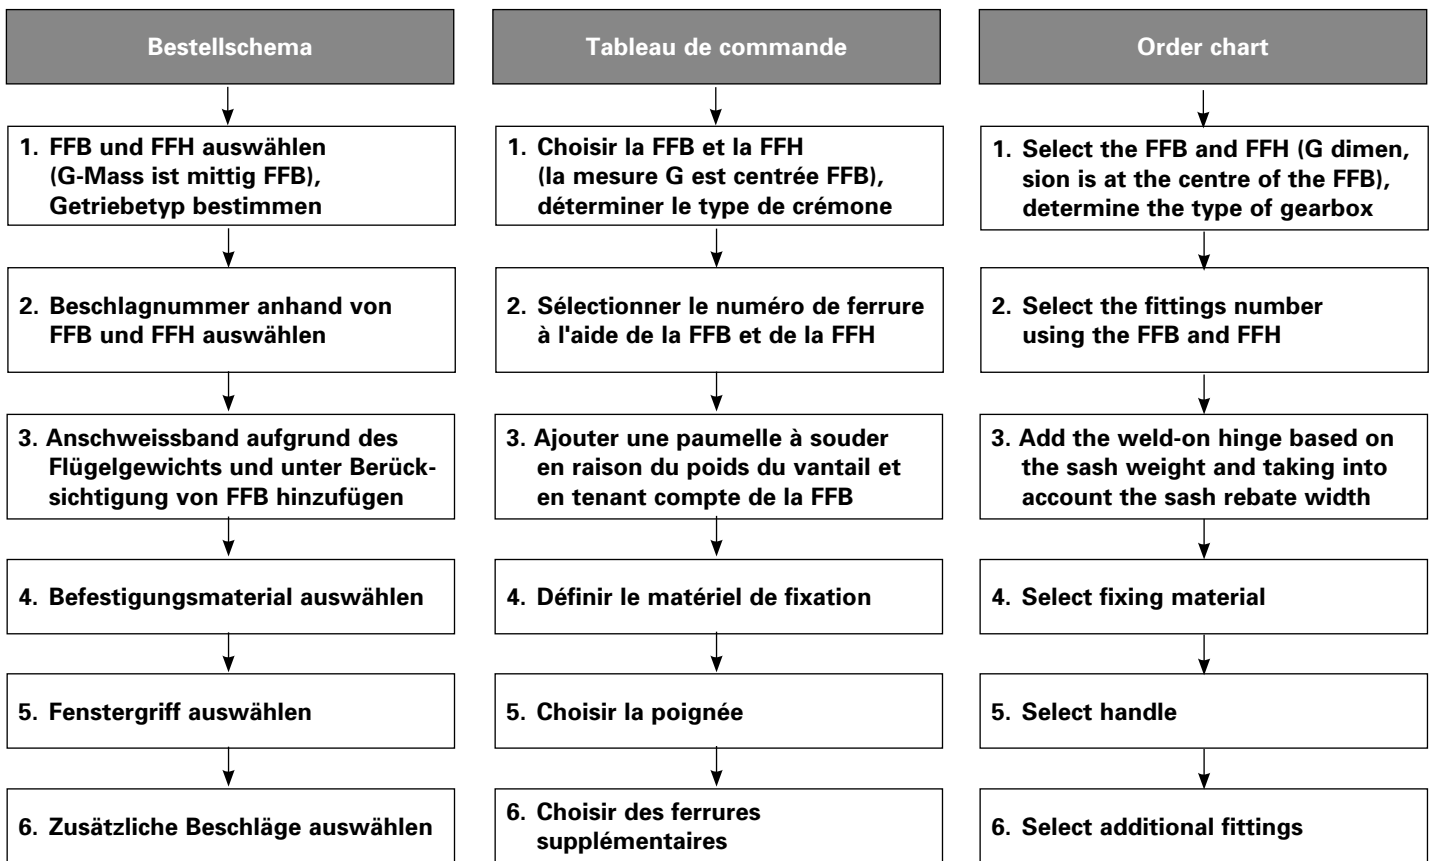 Bestellschema
1. FFB und FFH auswählen
(G-Mass ist mittig FFB),
Getriebetyp bestimmen
2. Beschlagnummer anhand von
FFB und FFH auswählen
3. Anschweissband aufgrund des
Flügelgewichts und unter Berück-
sichtigung von FFB hinzufügen
4. Befestigungsmaterial auswählen
5. Fenstergriff auswählen
6. Zusätzliche Beschläge auswählen
Tableau de commande
1. Choisir la FFB et la FFH
(la mesure G est centrée FFB),
déterminer le type de crémone
2. Sélectionner le numéro de ferrure
à l'aide de la FFB et de la FFH
3. Ajouter une paumelle à souder
en raison du poids du vantail et
en tenant compte de la FFB
4. Définir le matériel de fixation
5. Choisir la poignée
6. Choisir des ferrures
supplémentaires
Order chart
1. Select the FFB and FFH (G dimen,
sion is at the centre of the FFB),
determine the type of gearbox
2. Select the fittings number
using the FFB and FFH
3. Add the weld-on hinge based on
the sash weight and taking into
account the sash rebate width
4. Select fixing material
5. Select handle
6. Select additional fittings